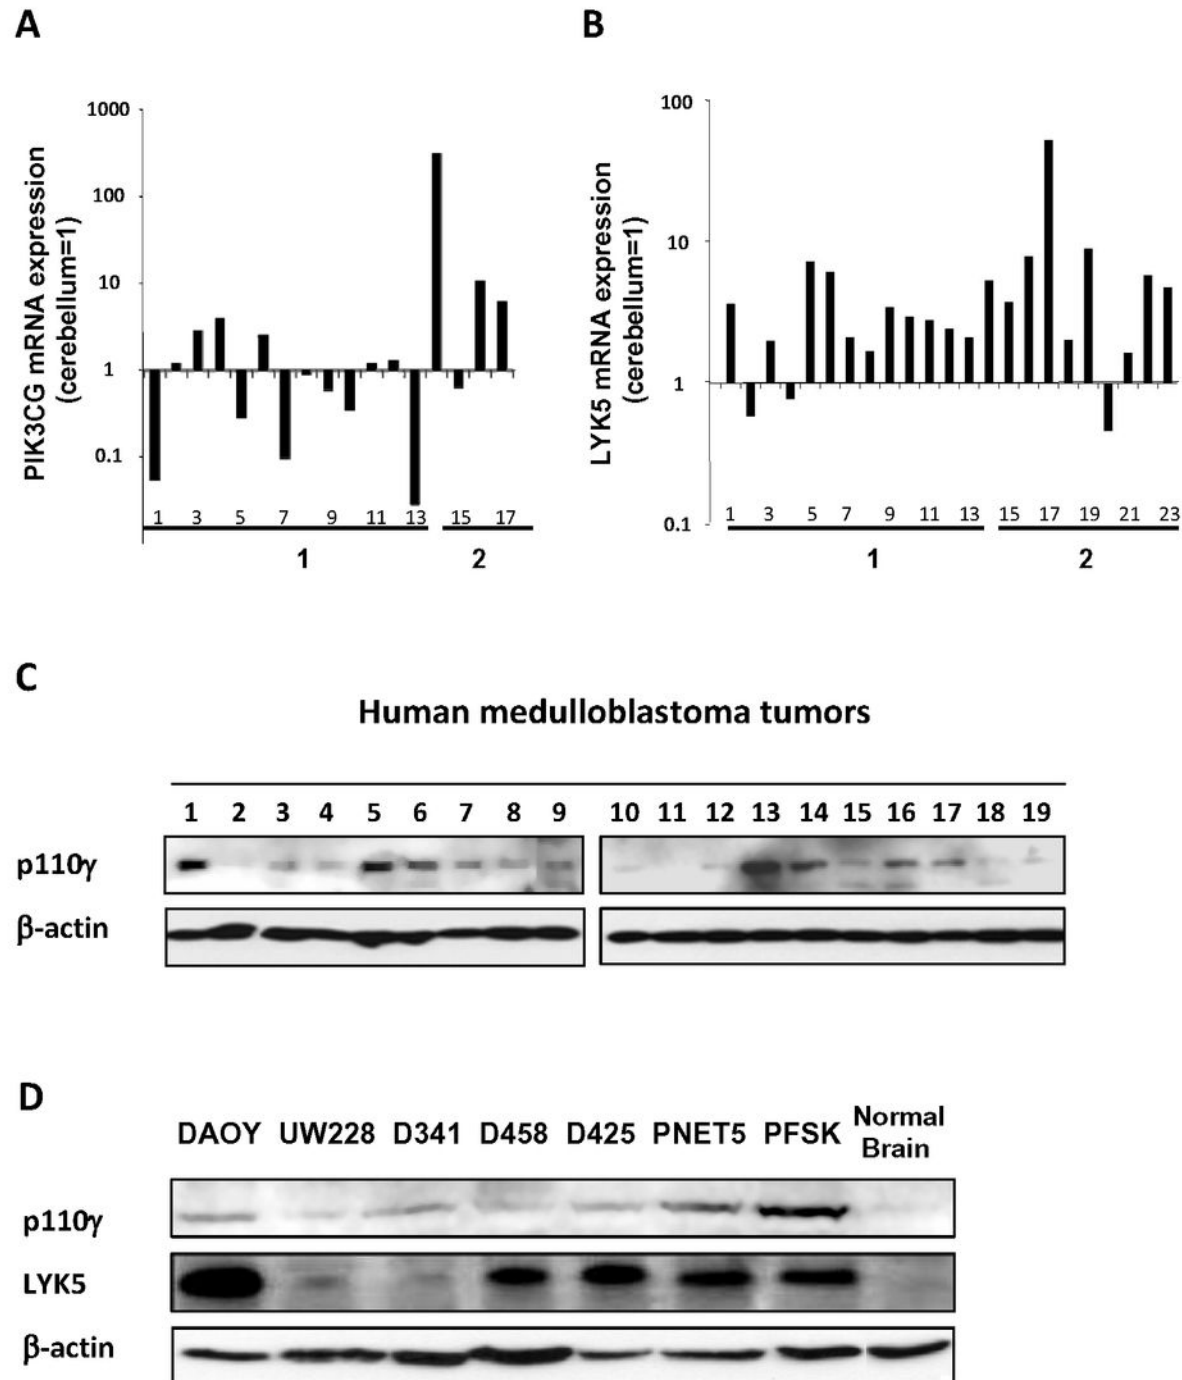 A
B
1000
100
10
1
0.1
PIK3CG mRNA expression
(cerebellum=1)
1 3 5 7 9 11 13 15 17
1 2
100
10
1
0.1
LYK5 mRNA expression
(cerebellum=1)
1 3 5 7 9 11 13 15 17 19 21 23
1 2
C
Human medulloblastoma tumors
1 2 3 4 5 6 7 8 9 10 11 12 13 14 15 16 17 18 19
p110γ
β-actin
D
DAOY UW228 D341 D458 D425 PNET5 PFSK Normal
Brain
p110γ
LYK5
β-actin